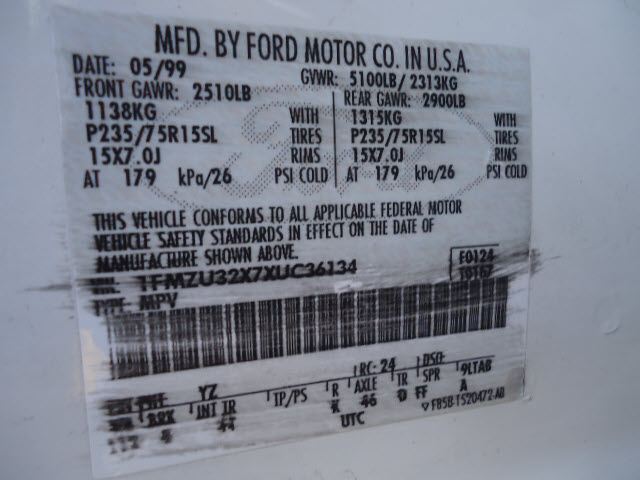 MFD. BY FORD MOTOR CO. IN U.S.A.
DATE: 05/99 GVWR: 5100LB/ 2313KG
FRONT GAWR: 2510LB REAR GAWR: 2900LB
1138KG WITH 1315KG WITH
P235/75R15SL TIRES P235/75R15SL TIRES
15X7.0J RIMS 15X7.0J RIMS
AT 179 kPa/26 PSI COLD AT 179 kPa/26 PSI COLD
THIS VEHICLE CONFORMS TO ALL APPLICABLE FEDERAL MOTOR
VEHICLE SAFETY STANDARDS IN EFFECT ON THE DATE OF
MANUFACTURE SHOWN ABOVE.
1FMZU32X7XUC36134 F0124
TYPE: MPV T0157
YZ RC: 24 DSO:
BRK INT TR TP/PS R AXLE TR SPR 9LTAB
46 D FF A
UTC ▽ F85B-1520472-AB